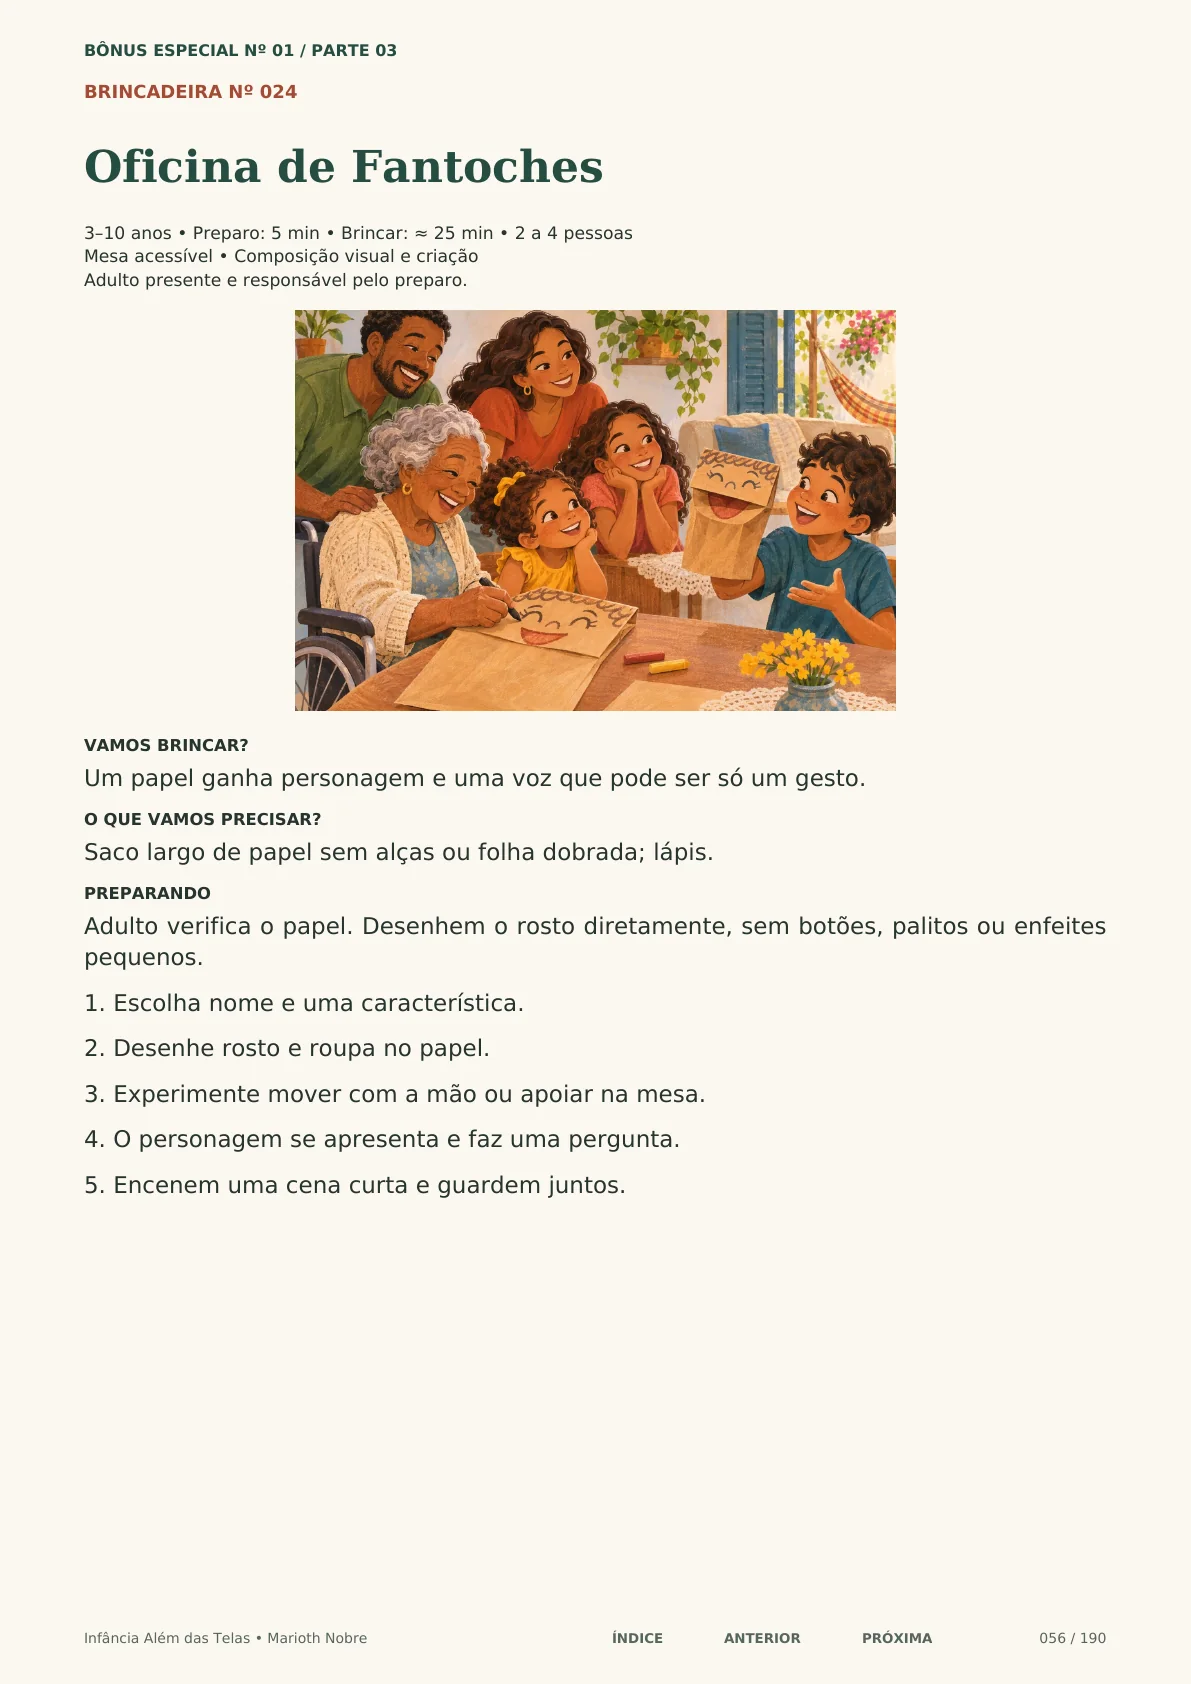 BÔNUS ESPECIAL Nº 01 / PARTE 03
BRINCADEIRA Nº 024
Oficina de Fantoches
3–10 anos • Preparo: 5 min • Brincar: ≈ 25 min • 2 a 4 pessoas
Mesa acessível • Composição visual e criação
Adulto presente e responsável pelo preparo.
VAMOS BRINCAR?
Um papel ganha personagem e uma voz que pode ser só um gesto.
O QUE VAMOS PRECISAR?
Saco largo de papel sem alças ou folha dobrada; lápis.
PREPARANDO
Adulto verifica o papel. Desenhem o rosto diretamente, sem botões, palitos ou enfeites
pequenos.
1. Escolha nome e uma característica.
2. Desenhe rosto e roupa no papel.
3. Experimente mover com a mão ou apoiar na mesa.
4. O personagem se apresenta e faz uma pergunta.
5. Encenem uma cena curta e guardem juntos.
Infância Além das Telas • Marioth Nobre ÍNDICE ANTERIOR PRÓXIMA 056 / 190